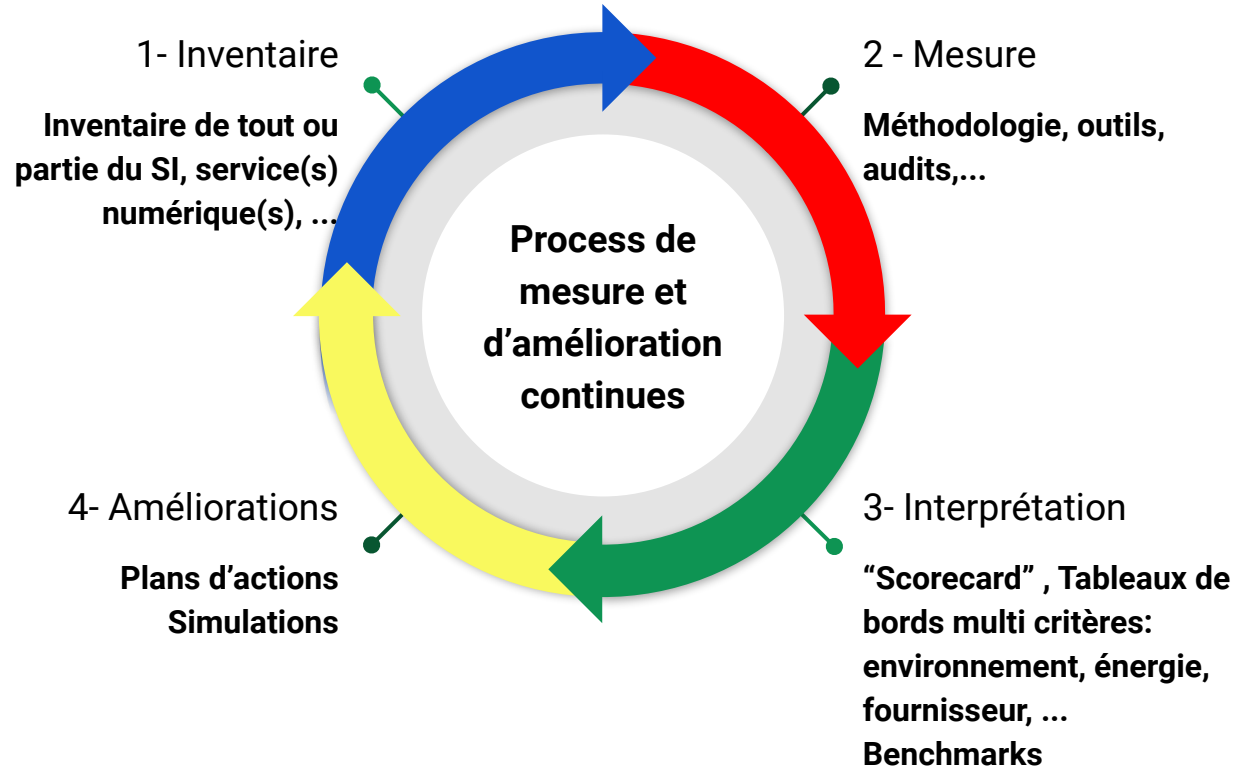 1- Inventaire
Inventaire de tout ou
partie du SI, service(s)
numérique(s), ...
2 - Mesure
Méthodologie, outils,
audits,...
Process de
mesure et
d’amélioration
continues
4- Améliorations
Plans d’actions
Simulations
3- Interprétation
“Scorecard” , Tableaux de
bords multi critères:
environnement, énergie,
fournisseur, ...
Benchmarks